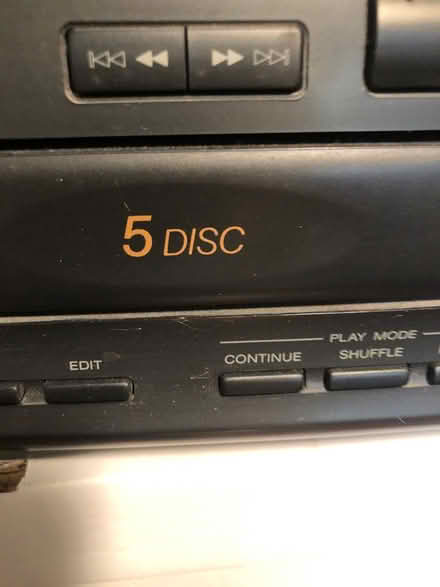 5 DISC
PLAY MODE
EDIT
CONTINUE
SHUFFLE